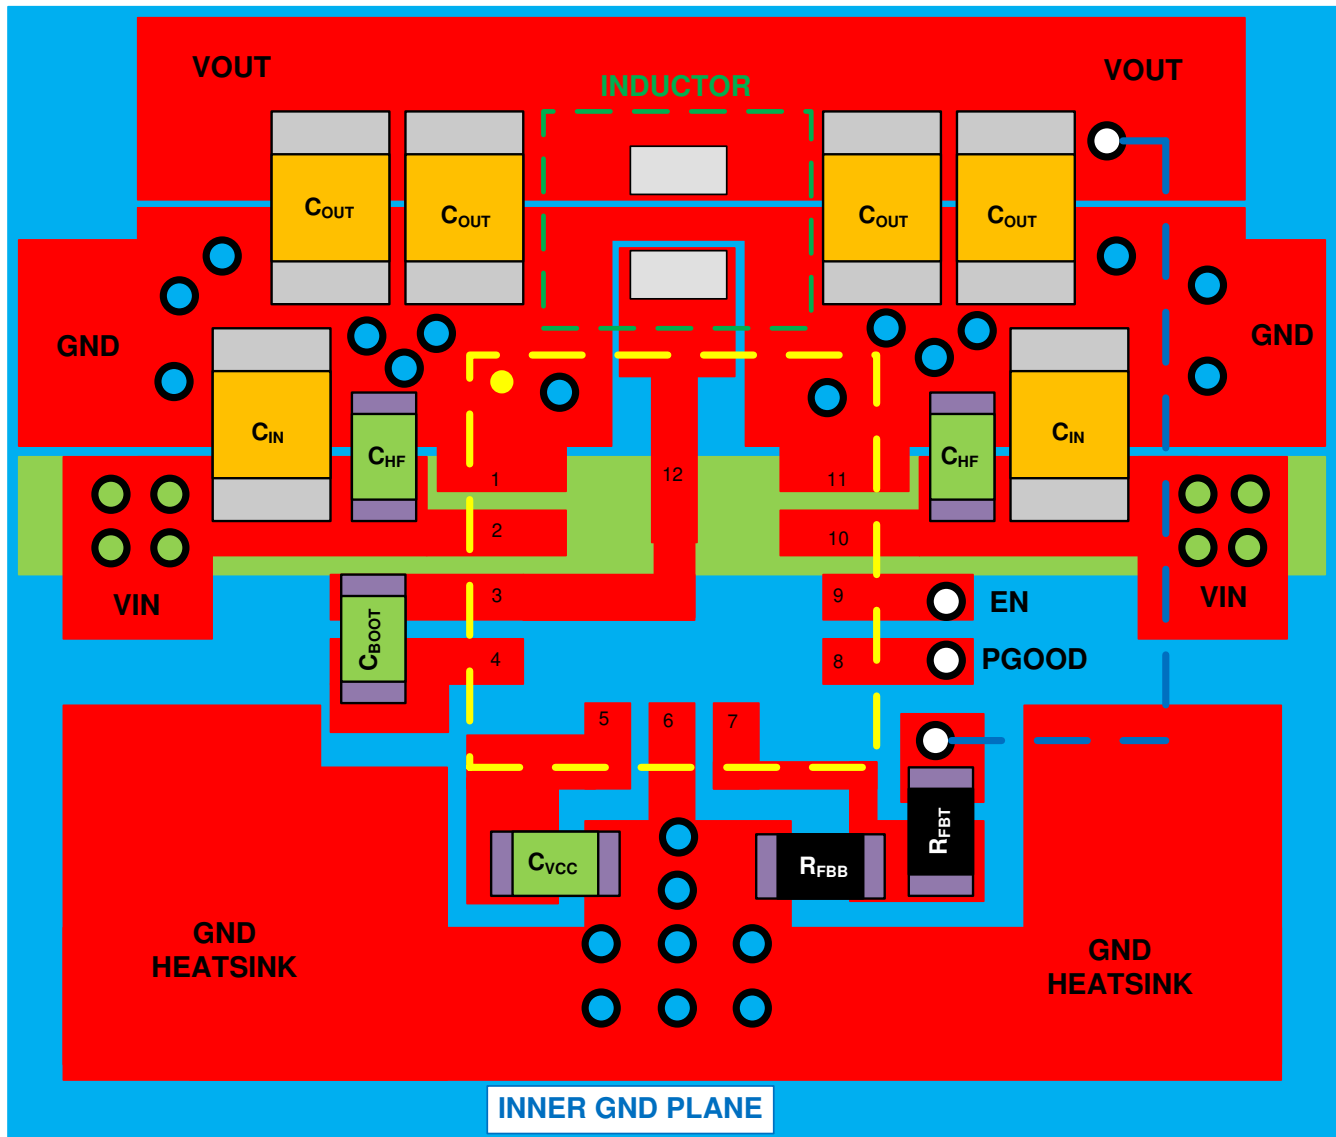 VOUT
INDUCTOR
VOUT
COUT
COUT
COUT
COUT
GND
GND
CIN
CHF
CHF
CIN
1
12
11
2
10
VIN
3
9
EN
VIN
CBOOT
4
8
PGOOD
5
6
7
CVCC
RFBB
RFBT
GND
HEATSINK
GND
HEATSINK
INNER GND PLANE